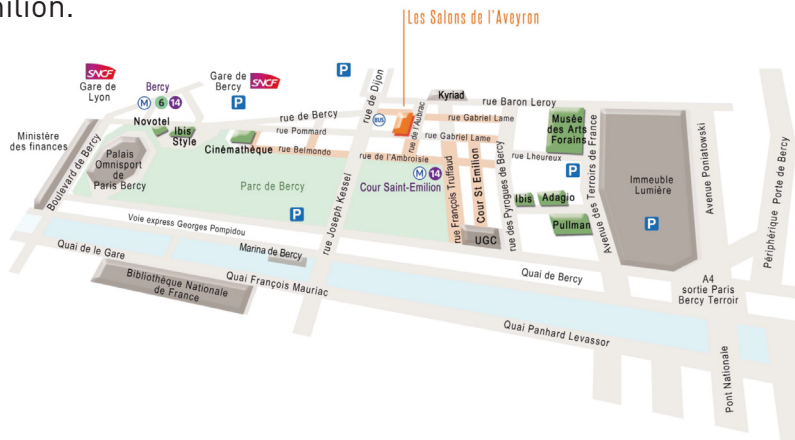 milion.
Les Salons de l'Aveyron
SNCF
Gare de
Lyon
Bercy
M 6 14
Gare de
Bercy
SNCF
P
P
rue de Dijon
BUS
rue de l'Aubrac
Kyriad
rue Baron Leroy
P
Ministère
des finances
Boulevard de Bercy
Novotel
Ibis
Style
rue de Bercy
rue Pommard
Cinémathèque
rue Belmondo
rue Gabriel Lame
rue Gabriel Lame
rue de l'Ambroisie
Musée
des Arts
Forains
rue Lheureux
P
Palais
Omnisport
de
Paris Bercy
Parc de Bercy
P
rue Joseph Kessel
M 14
Cour Saint-Emilion
rue François Truffaud
Cour St Emilion
rue des Pyrogues de Bercy
Ibis
Adagio
Pullman
UGC
Avenue des Terroirs de France
Immeuble
Lumière
P
Avenue Poniatowski
Périphérique Porte de Bercy
Voie express Georges Pompidou
Quai de le Gare
Marina de Bercy
Bibliothèque Nationale
de France
Quai François Mauriac
Quai de Bercy
Quai Panhard Levassor
A4
sortie Paris
Bercy Terroir
Pont Nationale